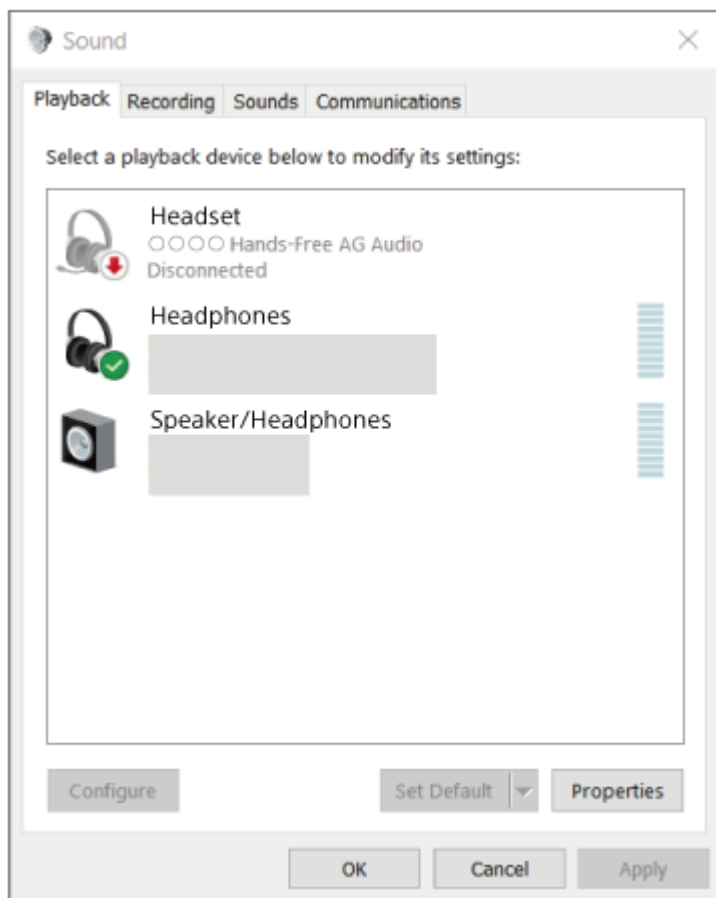 Sound
Playback Recording Sounds Communications
Select a playback device below to modify its settings:
Headset
○○○○ Hands-Free AG Audio
Disconnected
Headphones
Speaker/Headphones
Configure Set Default Properties
OK Cancel Apply